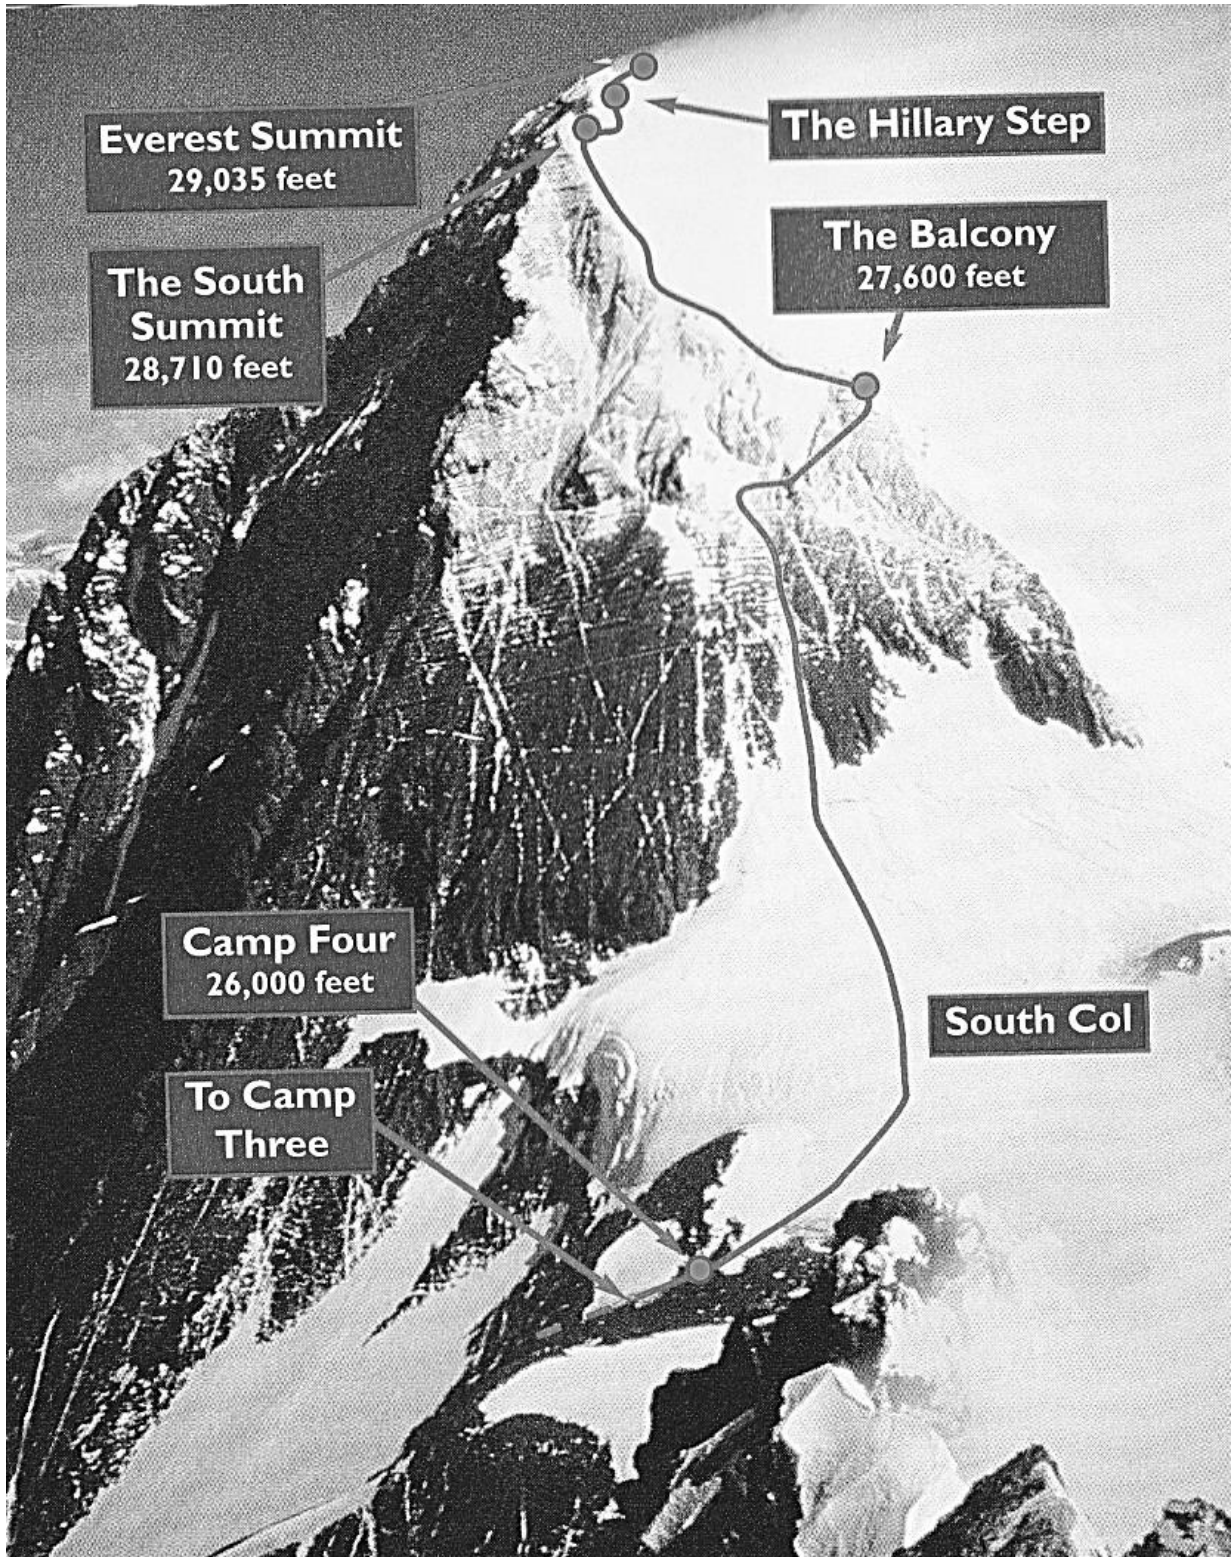 Everest Summit
29,035 feet
The Hillary Step
The South
Summit
28,710 feet
The Balcony
27,600 feet
Camp Four
26,000 feet
South Col
To Camp
Three